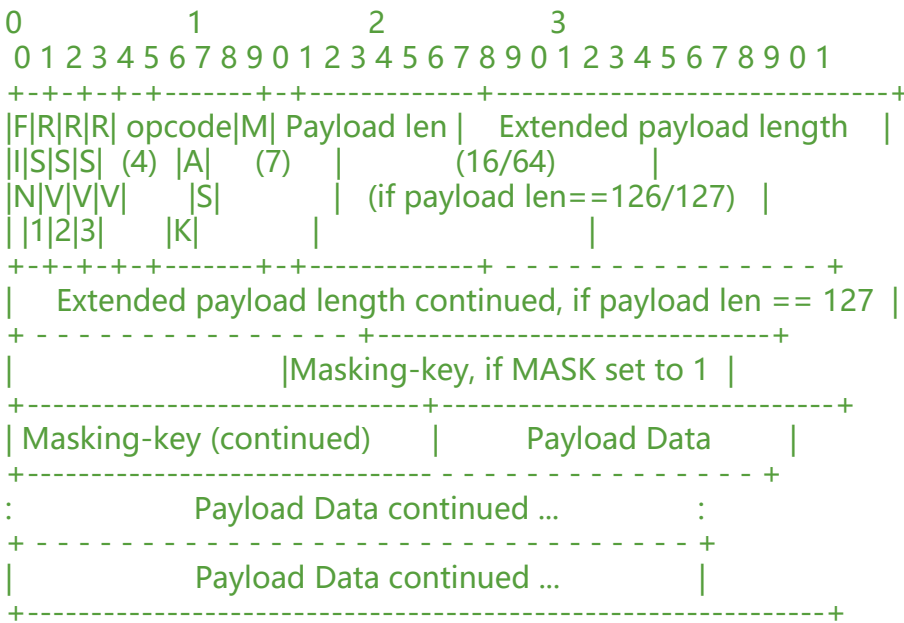 0 1 2 3
0 1 2 3 4 5 6 7 8 9 0 1 2 3 4 5 6 7 8 9 0 1 2 3 4 5 6 7 8 9 0 1
+-+-+-+-+-------+-+-------------+-------------------------------+
|F|R|R|R| opcode|M| Payload len | Extended payload length |
|I|S|S|S| (4) |A| (7) | (16/64) |
|N|V|V|V| |S| | (if payload len==126/127) |
| |1|2|3| |K| | |
+-+-+-+-+-------+-+-------------+ - - - - - - - - - - - - - - - +
| Extended payload length continued, if payload len == 127 |
+ - - - - - - - - - - - - - - - +-------------------------------+
| |Masking-key, if MASK set to 1 |
+-------------------------------+-------------------------------+
| Masking-key (continued) | Payload Data |
+-------------------------------- - - - - - - - - - - - - - - - +
: Payload Data continued ... :
+ - - - - - - - - - - - - - - - - - - - - - - - - - - - - - - - +
| Payload Data continued ... |
+---------------------------------------------------------------+